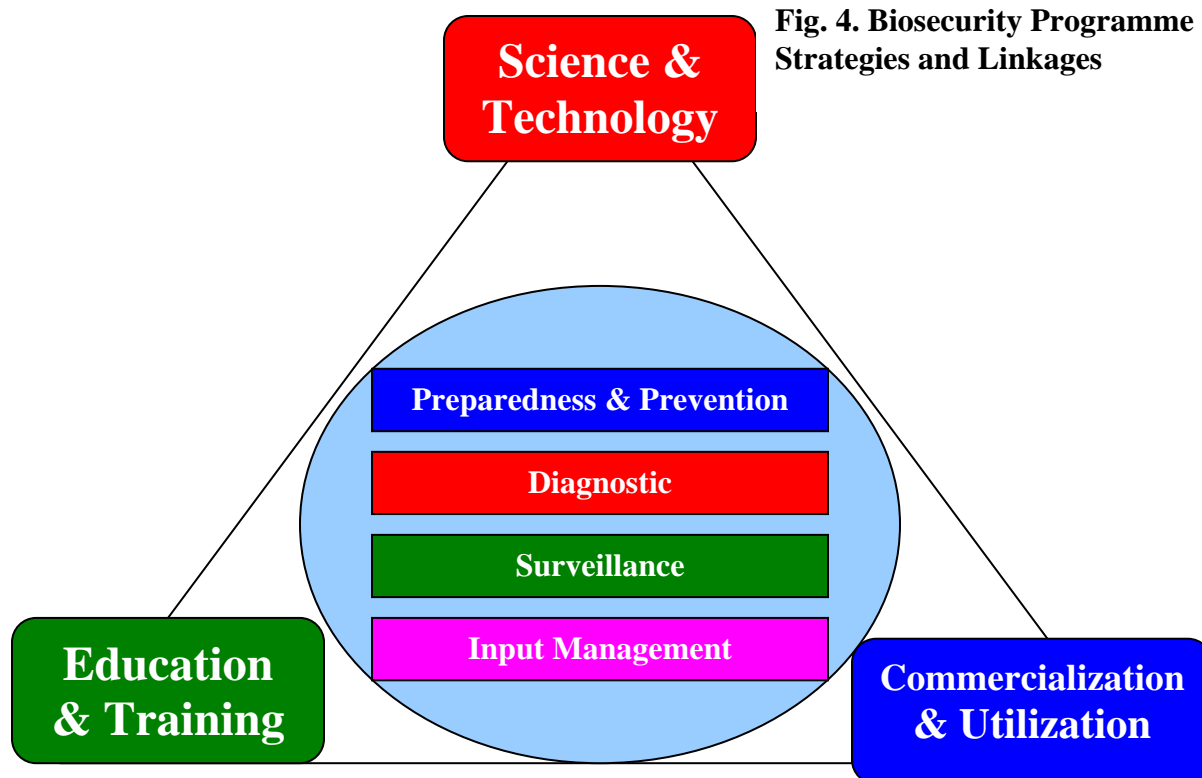 Fig. 4. Biosecurity Programme
Strategies and Linkages
Science &
Technology
Preparedness & Prevention
Diagnostic
Surveillance
Input Management
Education
& Training
Commercialization
& Utilization